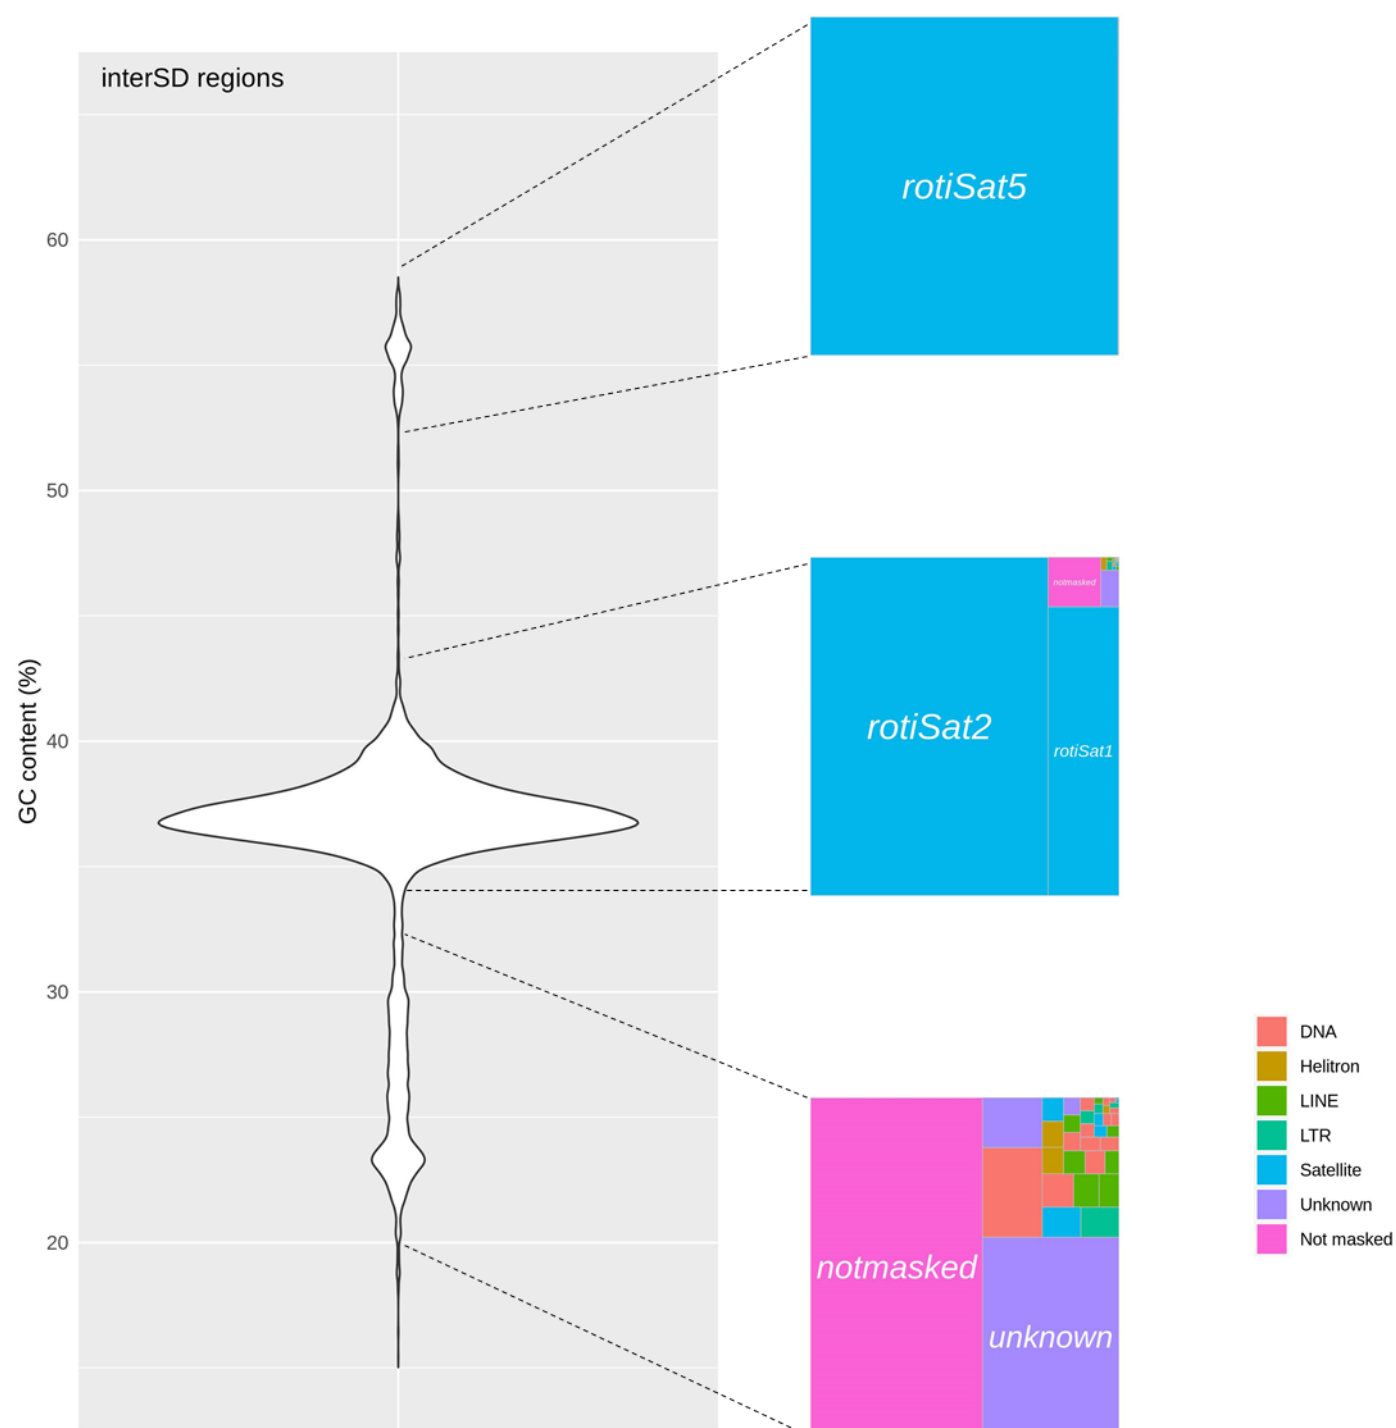 interSD regions
rotiSat5
60
50
notmasked
rotiSat2
rotiSat1
GC content (%)
40
30
20
notmasked
unknown
DNA
Helitron
LINE
LTR
Satellite
Unknown
Not masked